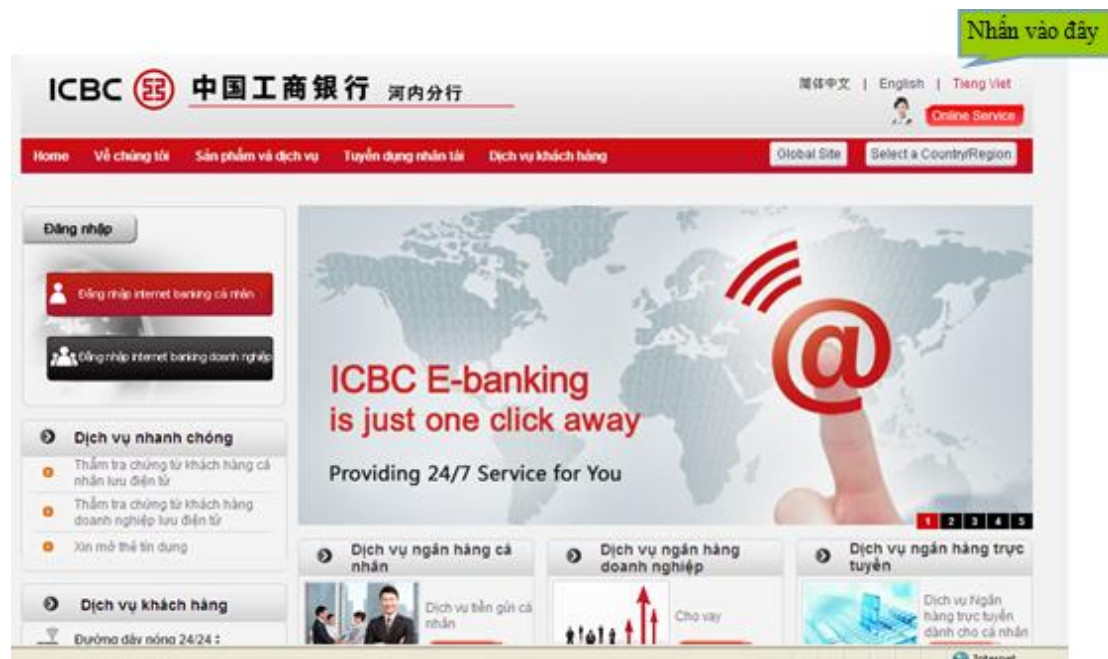 Nhấn vào đây
ICBC 中国工商银行 河内分行
简体中文 | English | Tieng Viet
Online Service
Home Về chúng tôi Sản phẩm và dịch vụ Tuyển dụng nhân tài Dịch vụ khách hàng Global Site Select a Country/Region
Đăng nhập
Đăng nhập internet banking cá nhân
Đăng nhập internet banking doanh nghiệp
ICBC E-banking
is just one click away
Providing 24/7 Service for You
1 2 3 4 5
Dịch vụ nhanh chóng
Thẩm tra chứng từ khách hàng cá
nhân lưu điện tử
Thẩm tra chứng từ khách hàng
doanh nghiệp lưu điện tử
Xin mở thẻ tín dụng
Dịch vụ khách hàng
Đường dây nóng 24/24 :
Dịch vụ ngân hàng cá
nhân
Dịch vụ tiền gửi cá
nhân
Dịch vụ ngân hàng
doanh nghiệp
Cho vay
Dịch vụ ngân hàng trực
tuyến
Dịch vụ Ngân
hàng trực tuyến
dành cho cá nhân
Internet